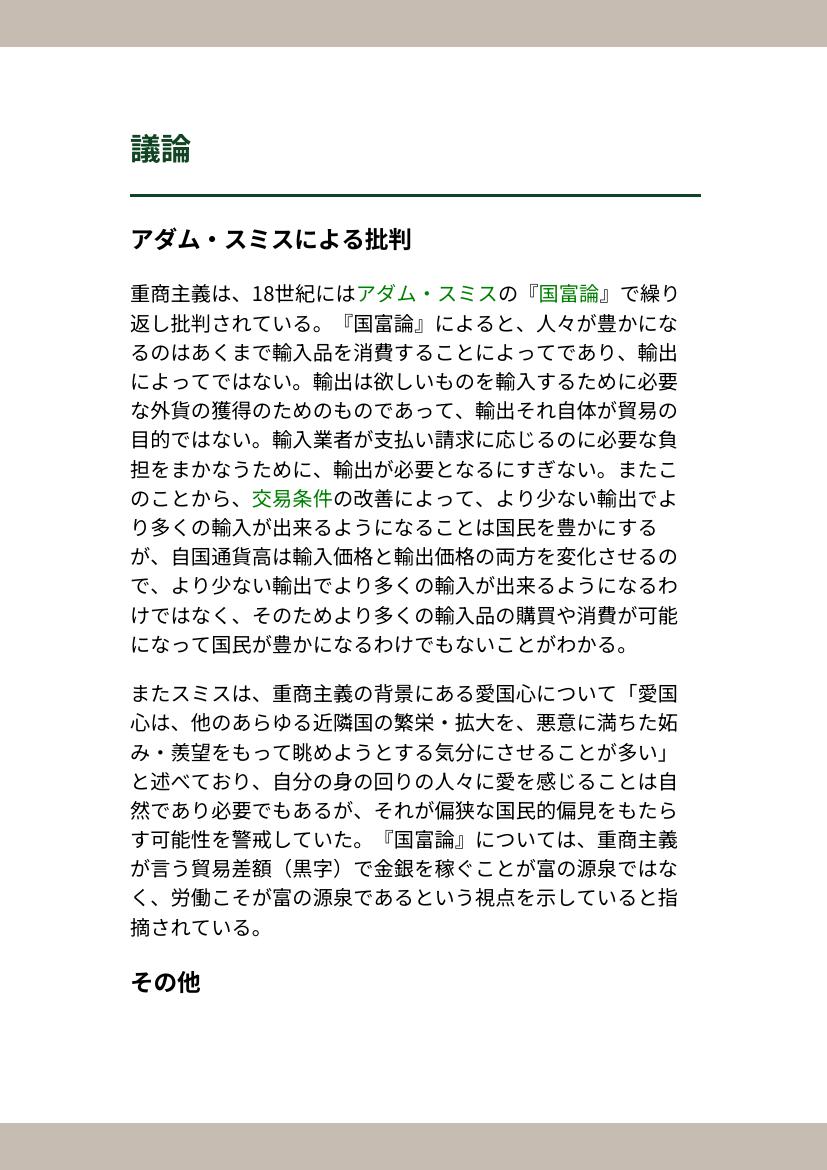 議論
アダム・スミスによる批判
重商主義は、18世紀にはアダム・スミスの『国富論』で繰り
返し批判されている。『国富論』によると、人々が豊かにな
るのはあくまで輸入品を消費することによってであり、輸出
によってではない。輸出は欲しいものを輸入するために必要
な外貨の獲得のためのものであって、輸出それ自体が貿易の
目的ではない。輸入業者が支払い請求に応じるのに必要な負
担をまかなうために、輸出が必要となるにすぎない。またこ
のことから、交易条件の改善によって、より少ない輸出でよ
り多くの輸入が出来るようになることは国民を豊かにする
が、自国通貨高は輸入価格と輸出価格の両方を変化させるの
で、より少ない輸出でより多くの輸入が出来るようになるわ
けではなく、そのためより多くの輸入品の購買や消費が可能
になって国民が豊かになるわけでもないことがわかる。
またスミスは、重商主義の背景にある愛国心について「愛国
心は、他のあらゆる近隣国の繁栄・拡大を、悪意に満ちた妬
み・羨望をもって眺めようとする気分にさせることが多い」
と述べており、自分の身の回りの人々に愛を感じることは自
然であり必要でもあるが、それが偏狭な国民的偏見をもたら
す可能性を警戒していた。『国富論』については、重商主義
が言う貿易差額（黒字）で金銀を稼ぐことが富の源泉ではな
く、労働こそが富の源泉であるという視点を示していると指
摘されている。
その他